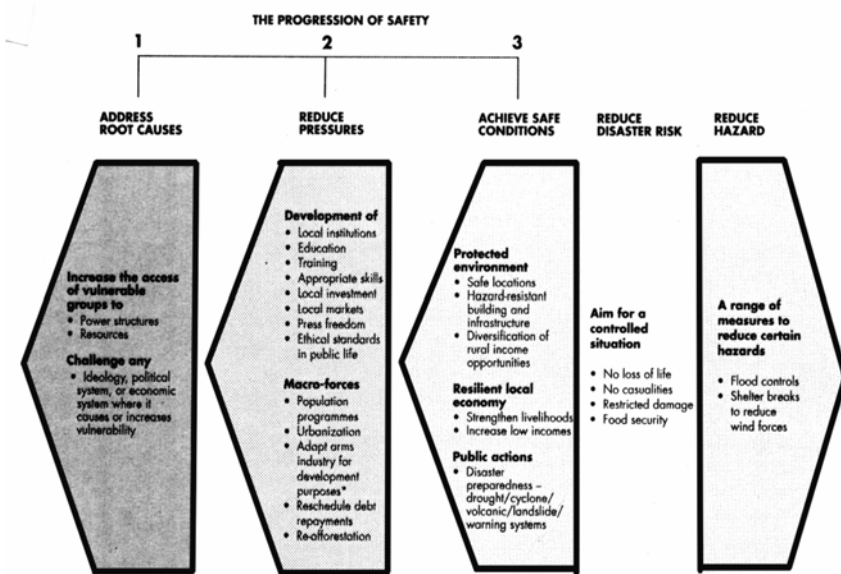 THE PROGRESSION OF SAFETY
1
2
3
ADDRESS
ROOT CAUSES
REDUCE
PRESSURES
ACHIEVE SAFE
CONDITIONS
REDUCE
DISASTER RISK
REDUCE
HAZARD
Increase the access
of vulnerable
groups to
• Power structures
• Resources
Challenge any
• Ideology, political
system, or economic
system where it
causes or increases
vulnerability
Development of
• Local institutions
• Education
• Training
• Appropriate skills
• Local investment
• Local markets
• Press freedom
• Ethical standards
in public life
Macro-forces
• Population
programmes
• Urbanization
• Adapt arms
industry for
development
purposes*
• Reschedule debt
repayments
• Re-afforestation
Protected
environment
• Safe locations
• Hazard-resistant
building and
infrastructure
• Diversification of
rural income
opportunities
Resilient local
economy
• Strengthen livelihoods
• Increase low incomes
Public actions
• Disaster
preparedness –
drought/cyclone/
volcanic/landslide/
warning systems
Aim for a
controlled
situation
• No loss of life
• No casualities
• Restricted damage
• Food security
A range of
measures to
reduce certain
hazards
• Flood controls
• Shelter breaks
to reduce
wind forces